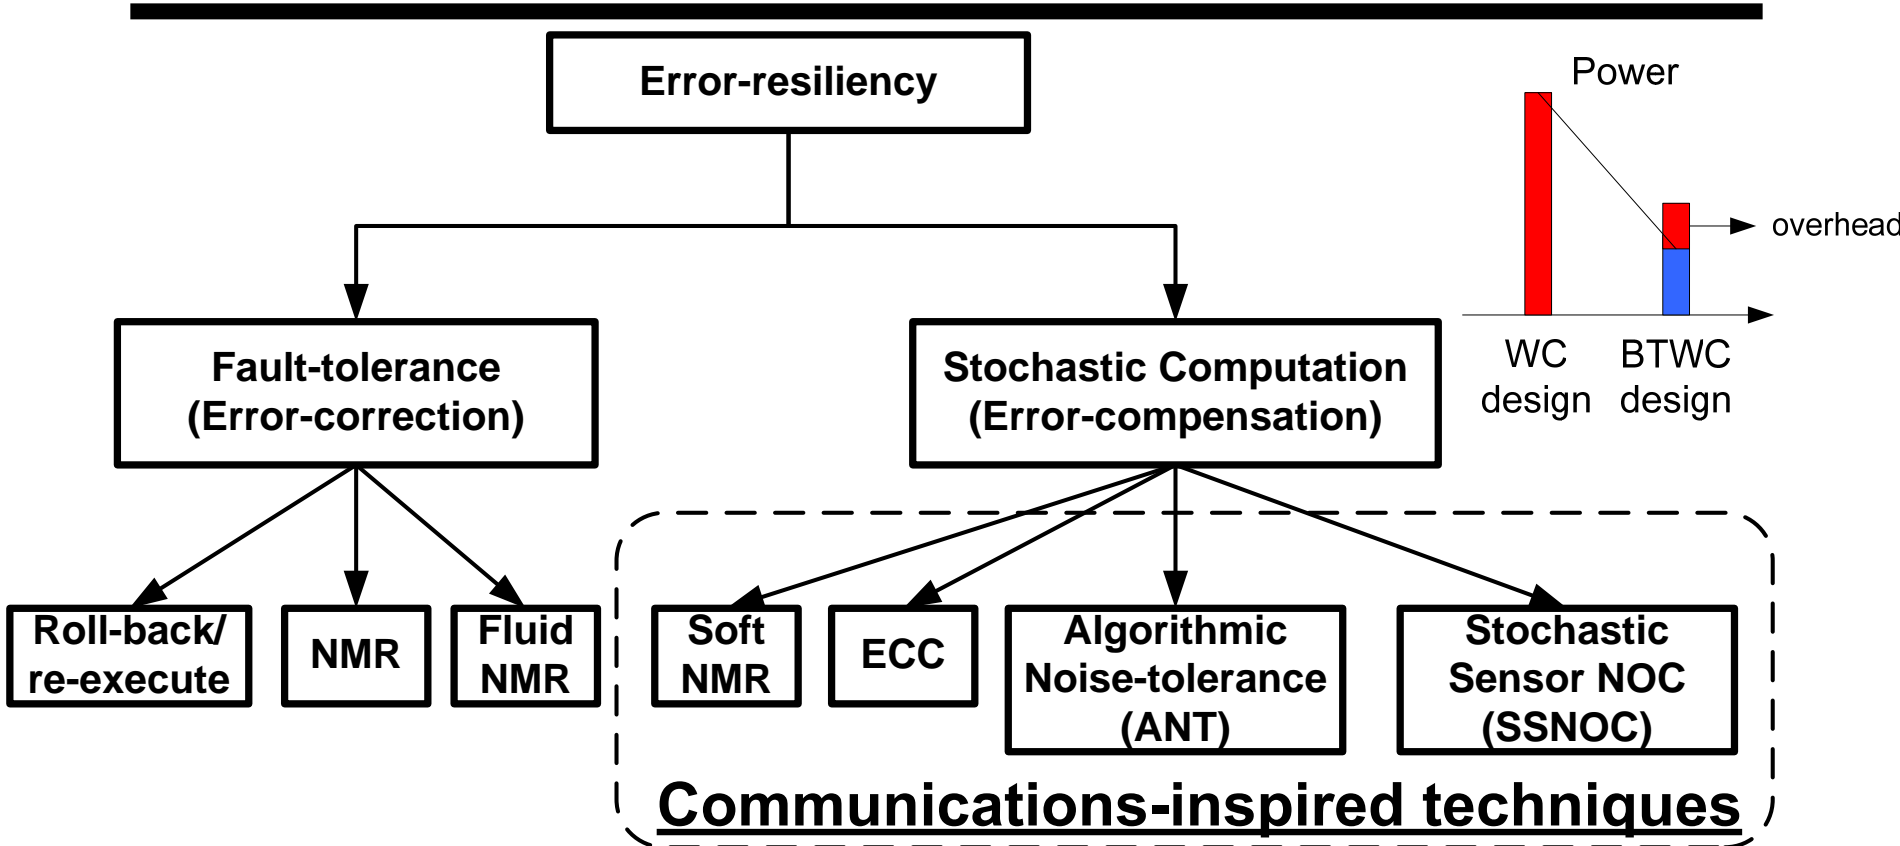 Error-resiliency
Power
overhead
WC
design
BTWC
design
Fault-tolerance
(Error-correction)
Stochastic Computation
(Error-compensation)
Roll-back/
re-execute
NMR
Fluid
NMR
Soft
NMR
ECC
Algorithmic
Noise-tolerance
(ANT)
Stochastic
Sensor NOC
(SSNOC)
Communications-inspired techniques